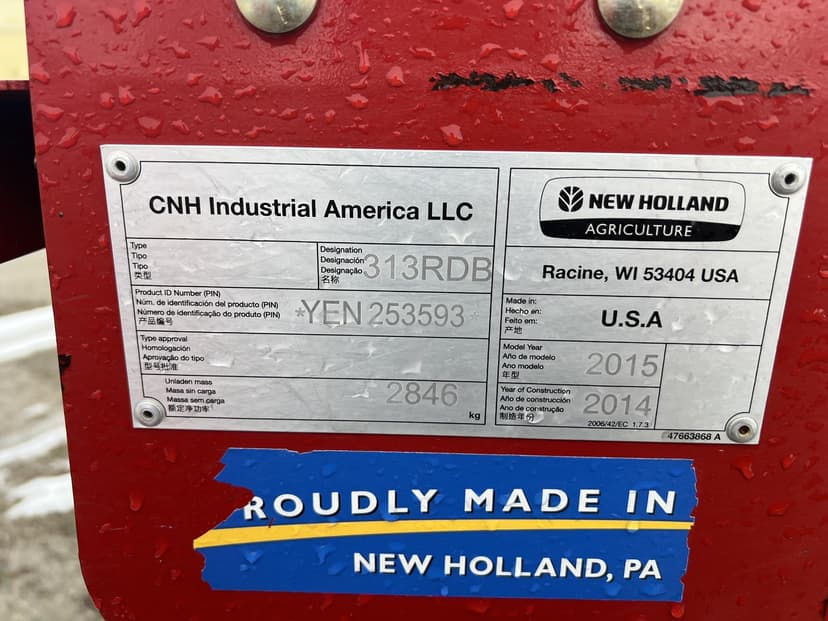 CNH Industrial America LLC
Type
Tipo
Tipo
类型
Designation
Designación
Designação
名称
313RDB
Product ID Number (PIN)
Núm. de identificación del producto (PIN)
Número de identificação do produto (PIN)
产品编号
*YEN253593*
Type approval
Homologación
Aprovação do tipo
型号批准
Unladen mass
Masa sin carga
Massa sem carga
额定净功率
2846
kg
NEW HOLLAND
AGRICULTURE
Racine, WI 53404 USA
Made in:
Hecho en:
Feito em:
产地
U.S.A
Model Year
Año de modelo
Ano modelo
年型
2015
Year of Construction
Año de construcción
Ano de construção
制造年份
2014
2006/42/EC 1.7.3
47663868 A
ROUDLY MADE IN
NEW HOLLAND, PA